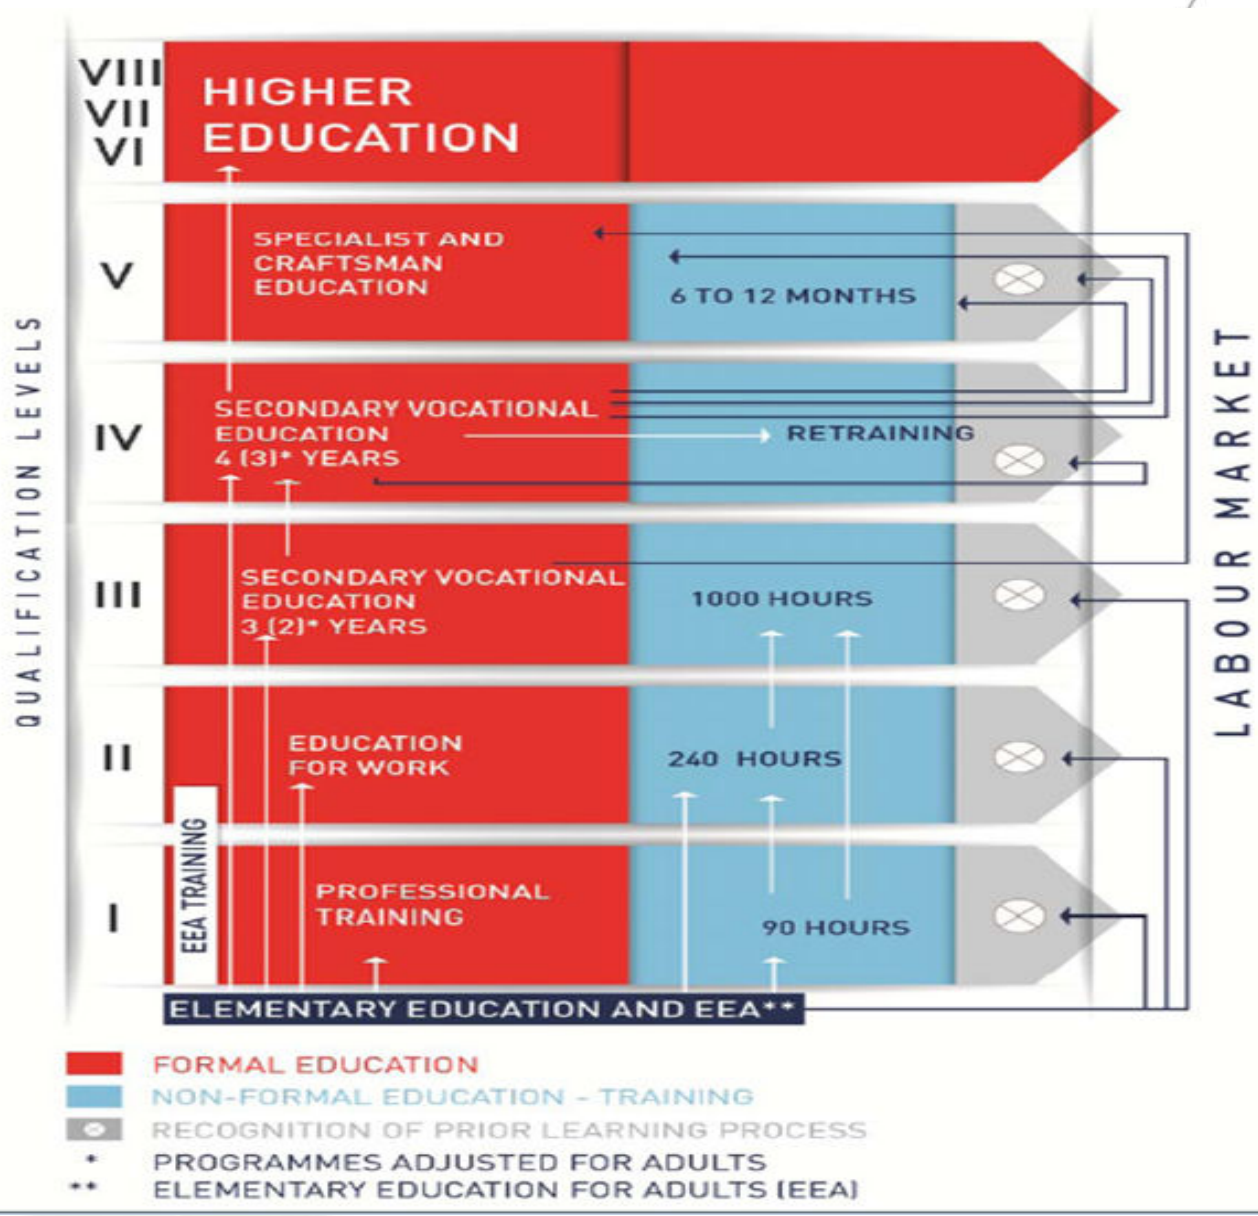 VIII
VII
VI
HIGHER
EDUCATION
V
SPECIALIST AND
CRAFTSMAN
EDUCATION
6 TO 12 MONTHS
IV
SECONDARY VOCATIONAL
EDUCATION
4 (3)* YEARS
RETRAINING
III
SECONDARY VOCATIONAL
EDUCATION
3 (2)* YEARS
1000 HOURS
II
EDUCATION
FOR WORK
240 HOURS
I
EEA TRAINING
PROFESSIONAL
TRAINING
90 HOURS
ELEMENTARY EDUCATION AND EEA**
QUALIFICATION LEVELS
LABOUR MARKET
FORMAL EDUCATION
NON-FORMAL EDUCATION - TRAINING
RECOGNITION OF PRIOR LEARNING PROCESS
* PROGRAMMES ADJUSTED FOR ADULTS
** ELEMENTARY EDUCATION FOR ADULTS (EEA)